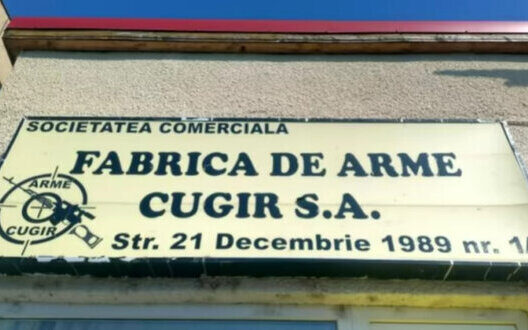 SOCIETATEA COMERCIALA
FABRICA DE ARME
CUGIR S.A.
Str. 21 Decembrie 1989 nr. 1/
ARME
CUGIR